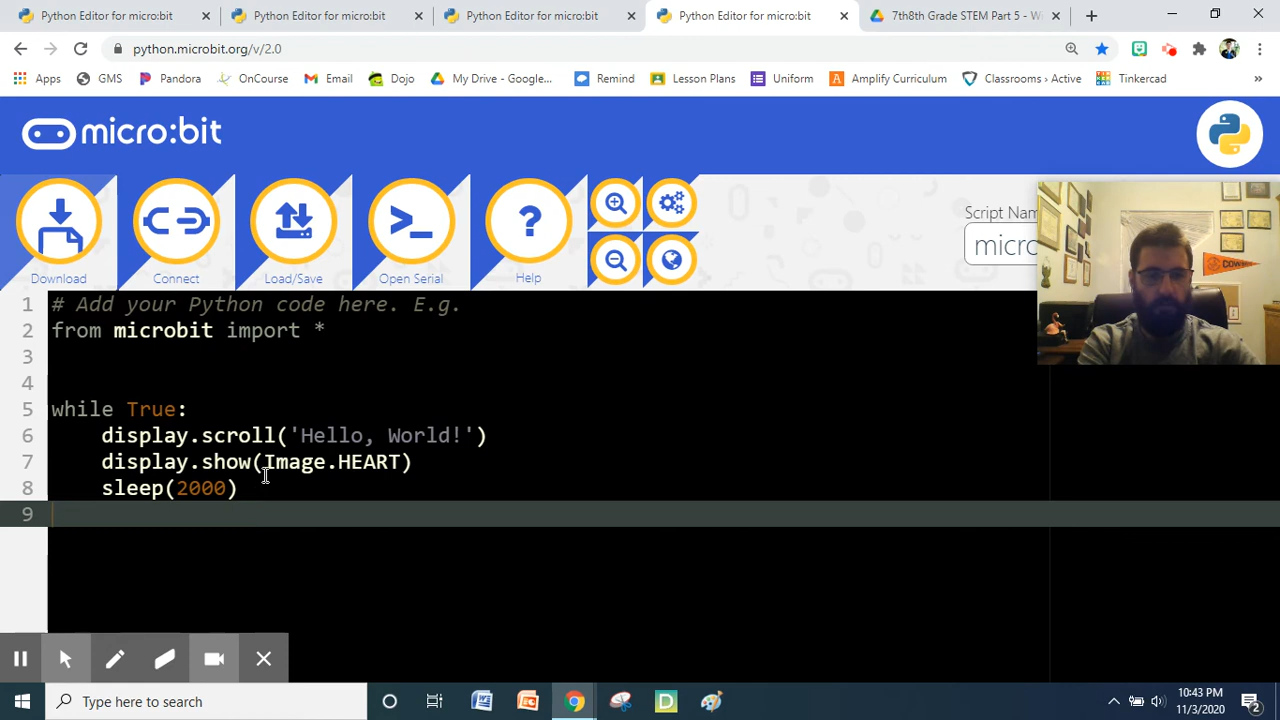 Python Editor for micro:bit
Python Editor for micro:bit
Python Editor for micro:bit
Python Editor for micro:bit
7th8th Grade STEM Part 5 - Wi
python.microbit.org/v/2.0
Apps
GMS
Pandora
OnCourse
Email
Dojo
My Drive - Google...
Remind
Lesson Plans
Uniform
Amplify Curriculum
Classrooms › Active
Tinkercad
»
micro:bit
Download
Connect
Load/Save
>_
Open Serial
?
Help
Script Nam
micro
COWB
1 # Add your Python code here. E.g.
2 from microbit import *
3
4
5 while True:
6 display.scroll('Hello, World!')
7 display.show(Image.HEART)
8 sleep(2000)
9
Type here to search
10:43 PM
11/3/2020
2